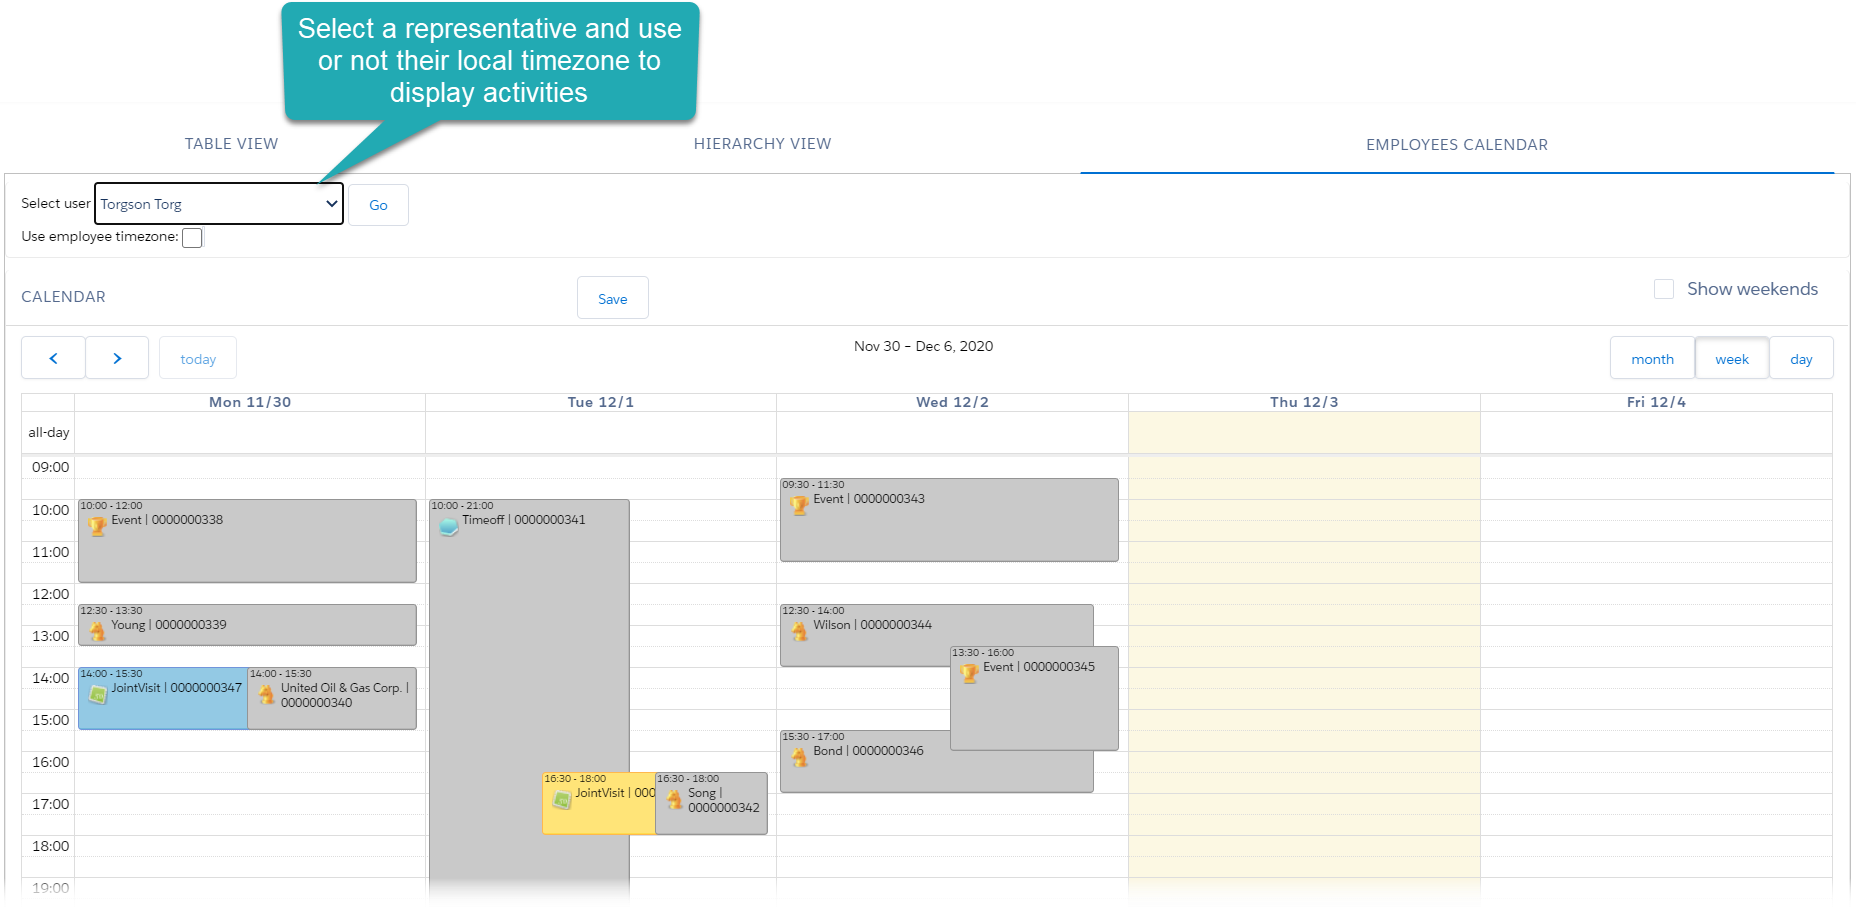 Select a representative and use
or not their local timezone to
display activities
TABLE VIEW
HIERARCHY VIEW
EMPLOYEES CALENDAR
Select user
Torgson Torg
Go
Use employee timezone:
CALENDAR
Save
Show weekends
today
Nov 30 – Dec 6, 2020
month
week
day
Mon 11/30
Tue 12/1
Wed 12/2
Thu 12/3
Fri 12/4
all-day
09:00
10:00
11:00
12:00
13:00
14:00
15:00
16:00
17:00
18:00
19:00
10:00 - 12:00
Event | 0000000338
12:30 - 13:30
Young | 0000000339
14:00 - 15:30
JointVisit | 0000000347
14:00 - 15:30
United Oil & Gas Corp. |
0000000340
10:00 - 21:00
Timeoff | 0000000341
16:30 - 18:00
JointVisit | 000
16:30 - 18:00
Song |
0000000342
09:30 - 11:30
Event | 0000000343
12:30 - 14:00
Wilson | 0000000344
13:30 - 16:00
Event | 0000000345
15:30 - 17:00
Bond | 0000000346